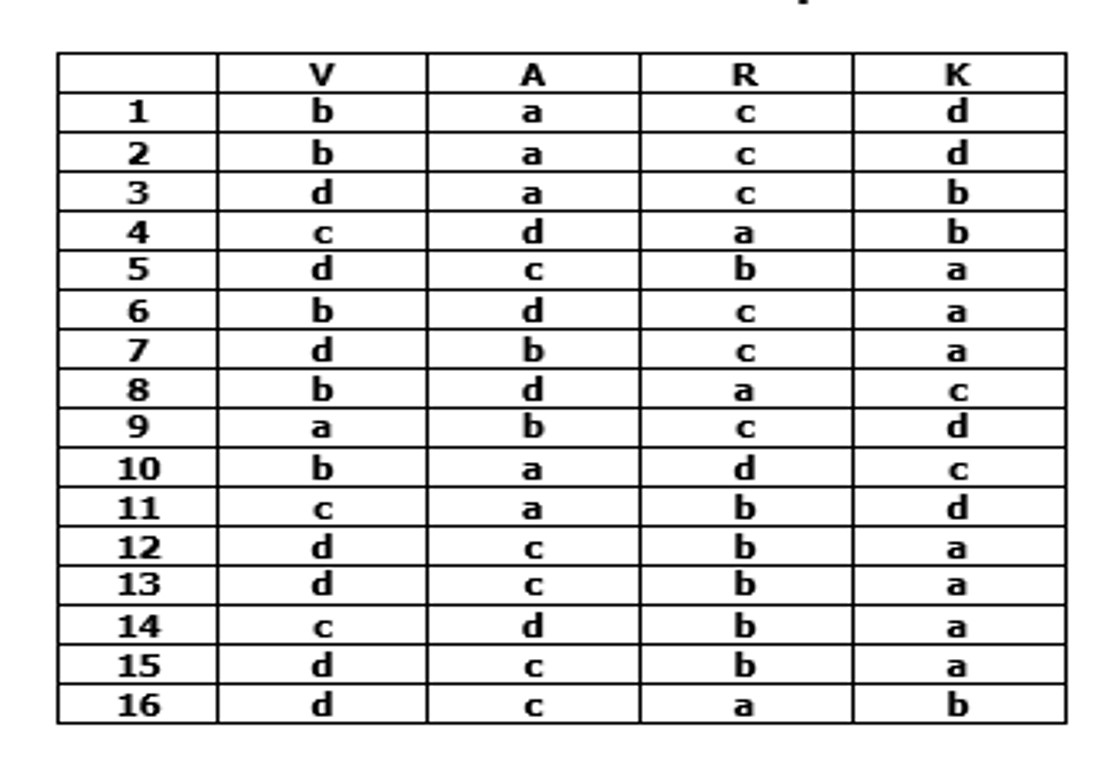 V A R K
1 b a c d
2 b a c d
3 d a c b
4 c d a b
5 d c b a
6 b d c a
7 d b c a
8 b d a c
9 a b c d
10 b a d c
11 c a b d
12 d c b a
13 d c b a
14 c d b a
15 d c b a
16 d c a b